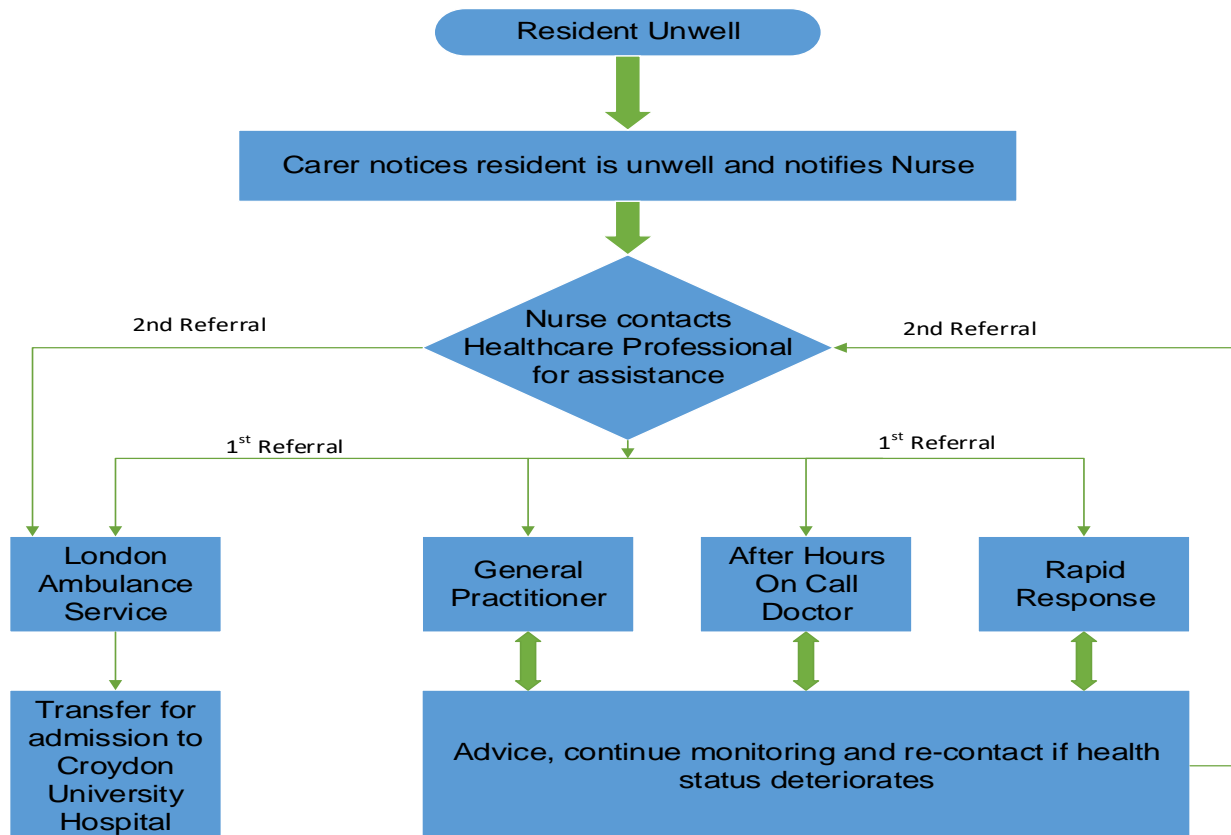 Resident Unwell
Carer notices resident is unwell and notifies Nurse
Nurse contacts
Healthcare Professional
for assistance
2nd Referral
2nd Referral
1st Referral
1st Referral
London
Ambulance
Service
General
Practitioner
After Hours
On Call
Doctor
Rapid
Response
Transfer for
admission to
Croydon
University
Hospital
Advice, continue monitoring and re-contact if health
status deteriorates